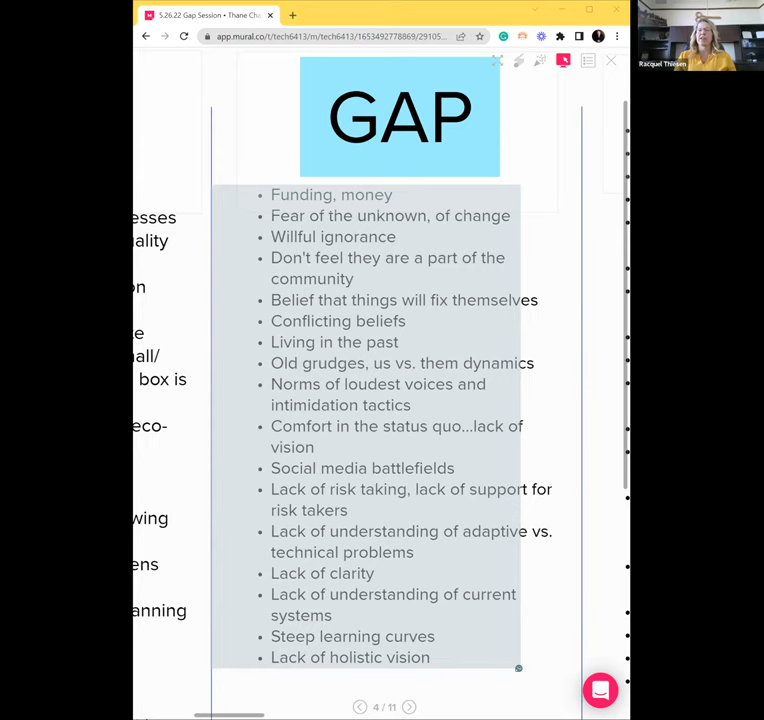 5.26.22 Gap Session • Thane Cha
app.mural.co/t/tech6413/m/tech6413/1653492778869/29105...
Racquel Thiesen
GAP
esses
ality
on
e
all/
box is
eco-
wing
ens
anning
• Funding, money
• Fear of the unknown, of change
• Willful ignorance
• Don't feel they are a part of the
community
• Belief that things will fix themselves
• Conflicting beliefs
• Living in the past
• Old grudges, us vs. them dynamics
• Norms of loudest voices and
intimidation tactics
• Comfort in the status quo...lack of
vision
• Social media battlefields
• Lack of risk taking, lack of support for
risk takers
• Lack of understanding of adaptive vs.
technical problems
• Lack of clarity
• Lack of understanding of current
systems
• Steep learning curves
• Lack of holistic vision
4 / 11